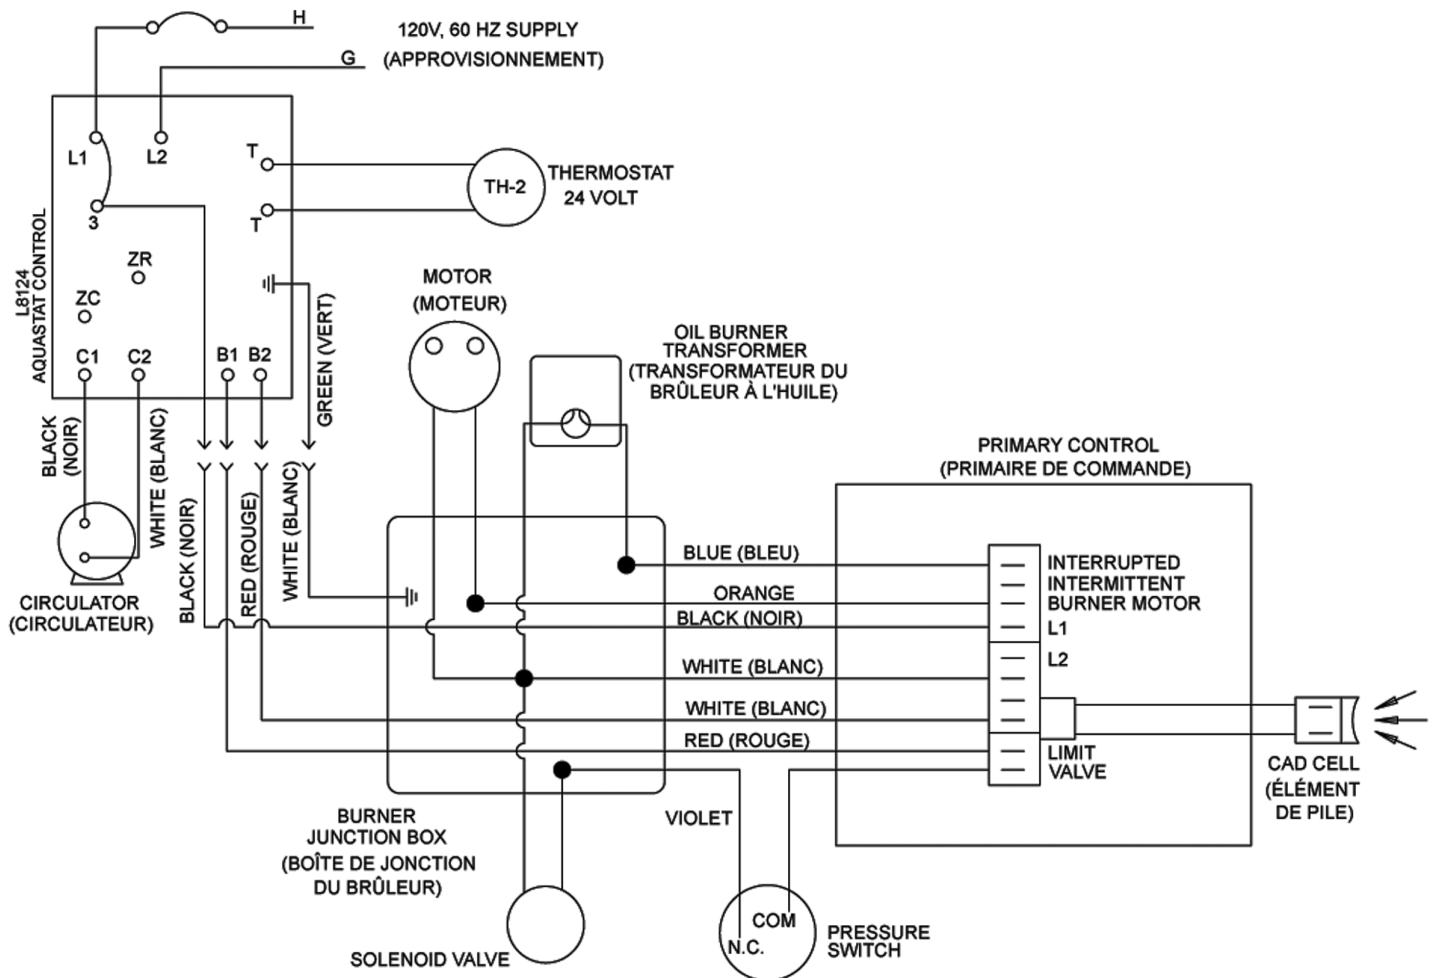 H
120V, 60 HZ SUPPLY
(APPROVISIONNEMENT)
G
L1
L2
T
TH-2
THERMOSTAT
24 VOLT
3
T
L8124
AQUASTAT CONTROL
ZR
ZC
C1
C2
B1
B2
GREEN (VERT)
MOTOR
(MOTEUR)
OIL BURNER
TRANSFORMER
(TRANSFORMATEUR DU
BRÛLEUR À L'HUILE)
BLACK
(NOIR)
WHITE (BLANC)
BLACK (NOIR)
RED (ROUGE)
WHITE (BLANC)
CIRCULATOR
(CIRCULATEUR)
PRIMARY CONTROL
(PRIMAIRE DE COMMANDE)
BLUE (BLEU)
ORANGE
BLACK (NOIR)
WHITE (BLANC)
WHITE (BLANC)
RED (ROUGE)
INTERRUPTED
INTERMITTENT
BURNER MOTOR
L1
L2
LIMIT
VALVE
CAD CELL
(ÉLÉMENT
DE PILE)
BURNER
JUNCTION BOX
(BOÎTE DE JONCTION
DU BRÛLEUR)
VIOLET
SOLENOID VALVE
COM
N.C.
PRESSURE
SWITCH